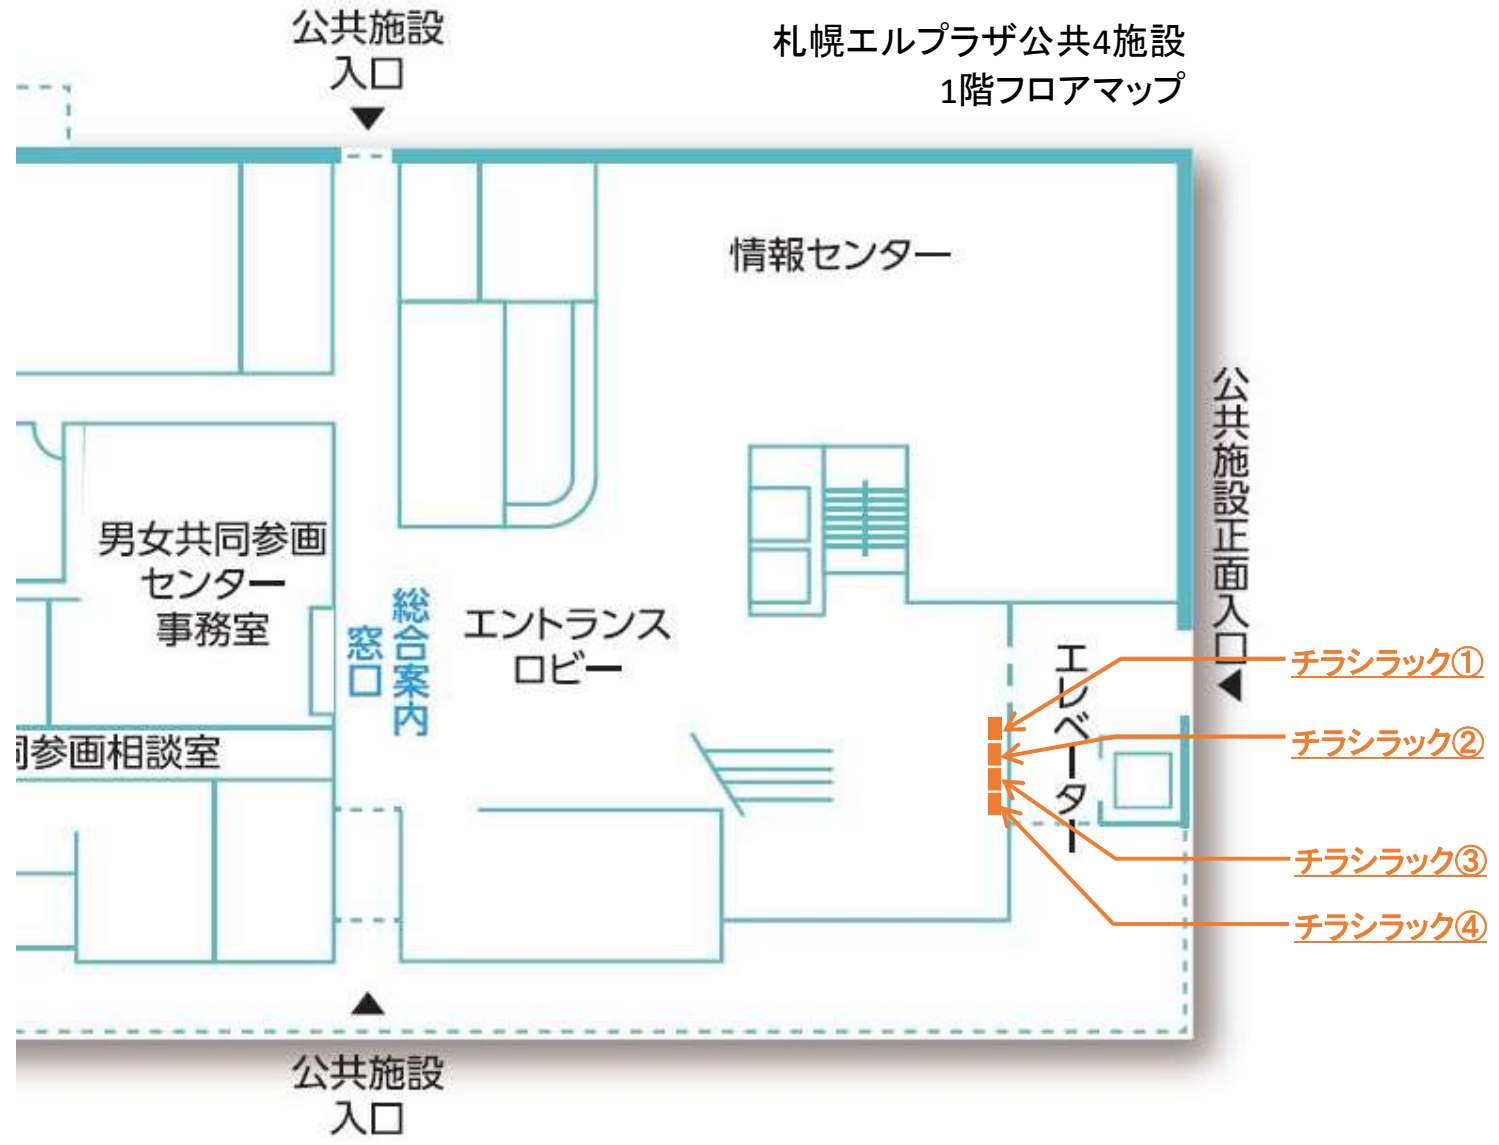 公共施設
入口
札幌エルプラザ公共4施設
1階フロアマップ
情報センター
公共施設正面入口
男女共同参画
センター
事務室
総合案内
窓口
エントランス
ロビー
エレベーター
チラシラック①
チラシラック②
同参画相談室
チラシラック③
チラシラック④
公共施設
入口